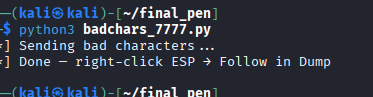 ─(kali㉿kali)-[~/final_pen]
─$ python3 badchars_7777.py
*] Sending bad characters...
*] Done — right-click ESP → Follow in Dump
─(kali㉿kali)-[~/final_pen]